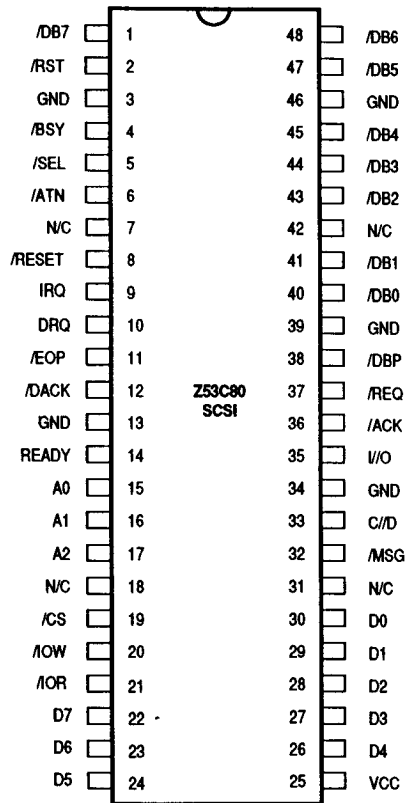 /DB7 1 48 /DB6
/RST 2 47 /DB5
GND 3 46 GND
/BSY 4 45 /DB4
/SEL 5 44 /DB3
/ATN 6 43 /DB2
N/C 7 42 N/C
/RESET 8 41 /DB1
IRQ 9 40 /DB0
DRQ 10 39 GND
/EOP 11 38 /DBP
/DACK 12 Z53C80 37 /REQ
SCSI
GND 13 36 /ACK
READY 14 35 I//O
A0 15 34 GND
A1 16 33 C//D
A2 17 32 /MSG
N/C 18 31 N/C
/CS 19 30 D0
/IOW 20 29 D1
/IOR 21 28 D2
D7 22 27 D3
D6 23 26 D4
D5 24 25 VCC